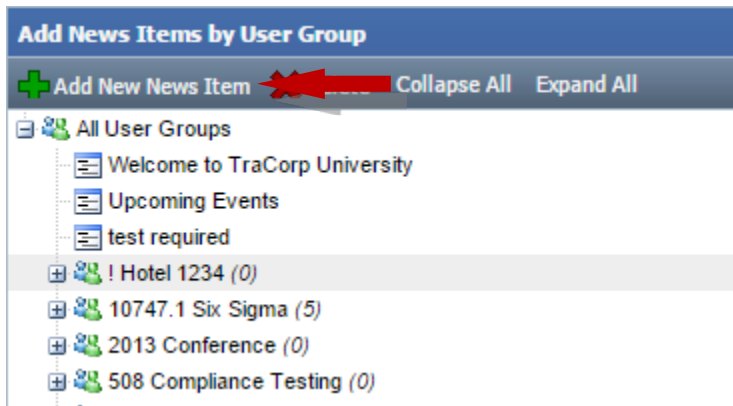 Add News Items by User Group
Add New News Item Collapse All Expand All
All User Groups
Welcome to TraCorp University
Upcoming Events
test required
! Hotel 1234 (0)
10747.1 Six Sigma (5)
2013 Conference (0)
508 Compliance Testing (0)